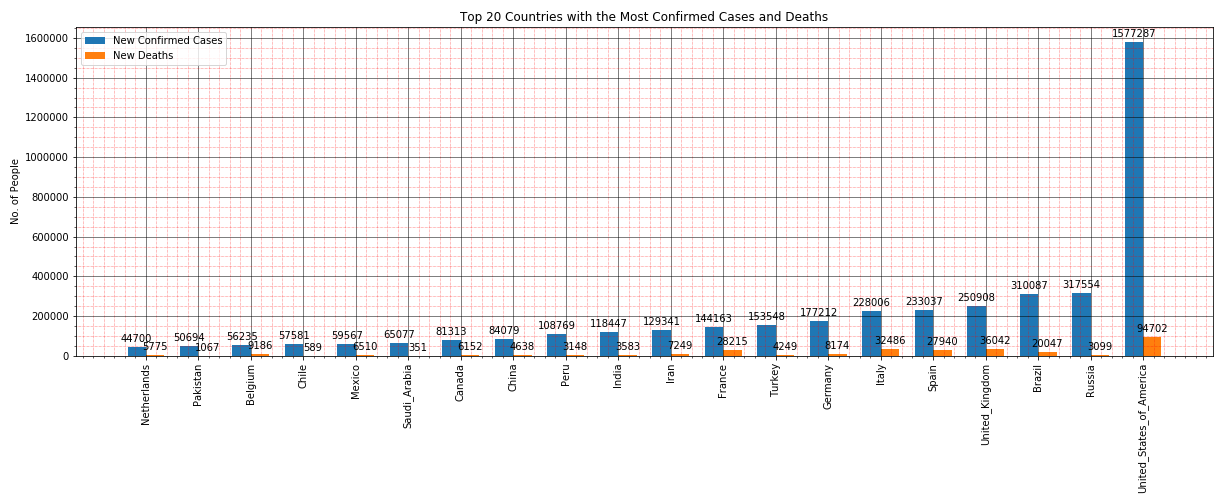 Top 20 Countries with the Most Confirmed Cases and Deaths
New Confirmed Cases
New Deaths
No. of People
1600000
1400000
1200000
1000000
800000
600000
400000
200000
0
44700
5775
50694
1067
56235
9186
57581
589
59567
6510
65077
351
81313
6152
84079
4638
108769
3148
118447
3583
129341
7249
144163
28215
153548
4249
177212
8174
228006
32486
233037
27940
250908
36042
310087
20047
317554
3099
1577287
94702
Netherlands
Pakistan
Belgium
Chile
Mexico
Saudi_Arabia
Canada
China
Peru
India
Iran
France
Turkey
Germany
Italy
Spain
United_Kingdom
Brazil
Russia
United_States_of_America